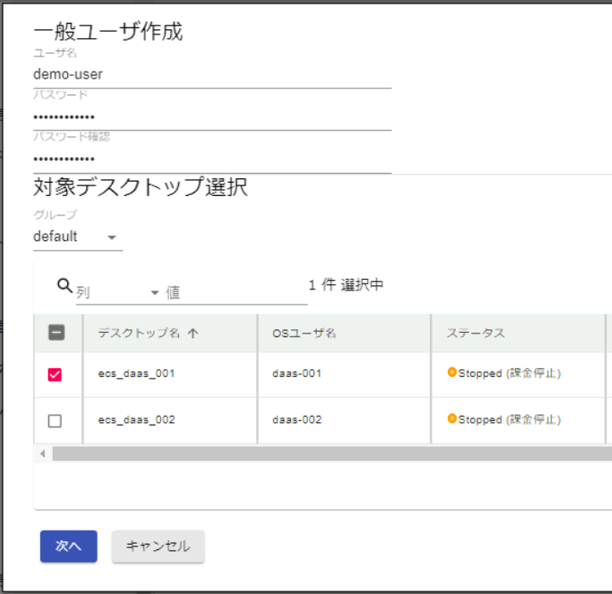 一般ユーザ作成
ユーザ名
demo-user
パスワード
••••••••••••
パスワード確認
••••••••••••
対象デスクトップ選択
グループ
default
列 値 1 件 選択中
デスクトップ名 ↑ OSユーザ名 ステータス
ecs_daas_001 daas-001 Stopped (課金停止)
ecs_daas_002 daas-002 Stopped (課金停止)
次へ キャンセル